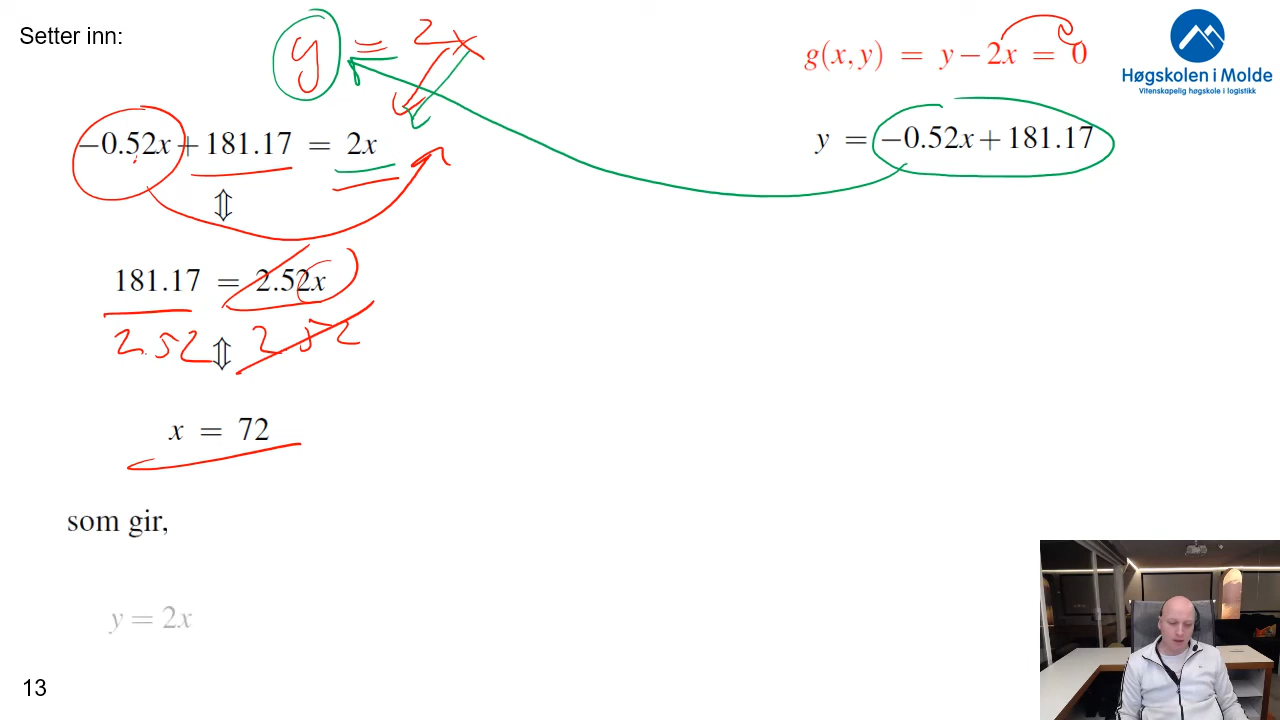 Setter inn:
y = 2x
g(x, y) = y − 2x = 0
Høgskolen i Molde
Vitenskapelig høgskole i logistikk
−0.52x + 181.17 = 2x
y = −0.52x + 181.17
⇕
181.17 = 2.52x
2.52 2.52
⇕
x = 72
som gir,
y = 2x
13